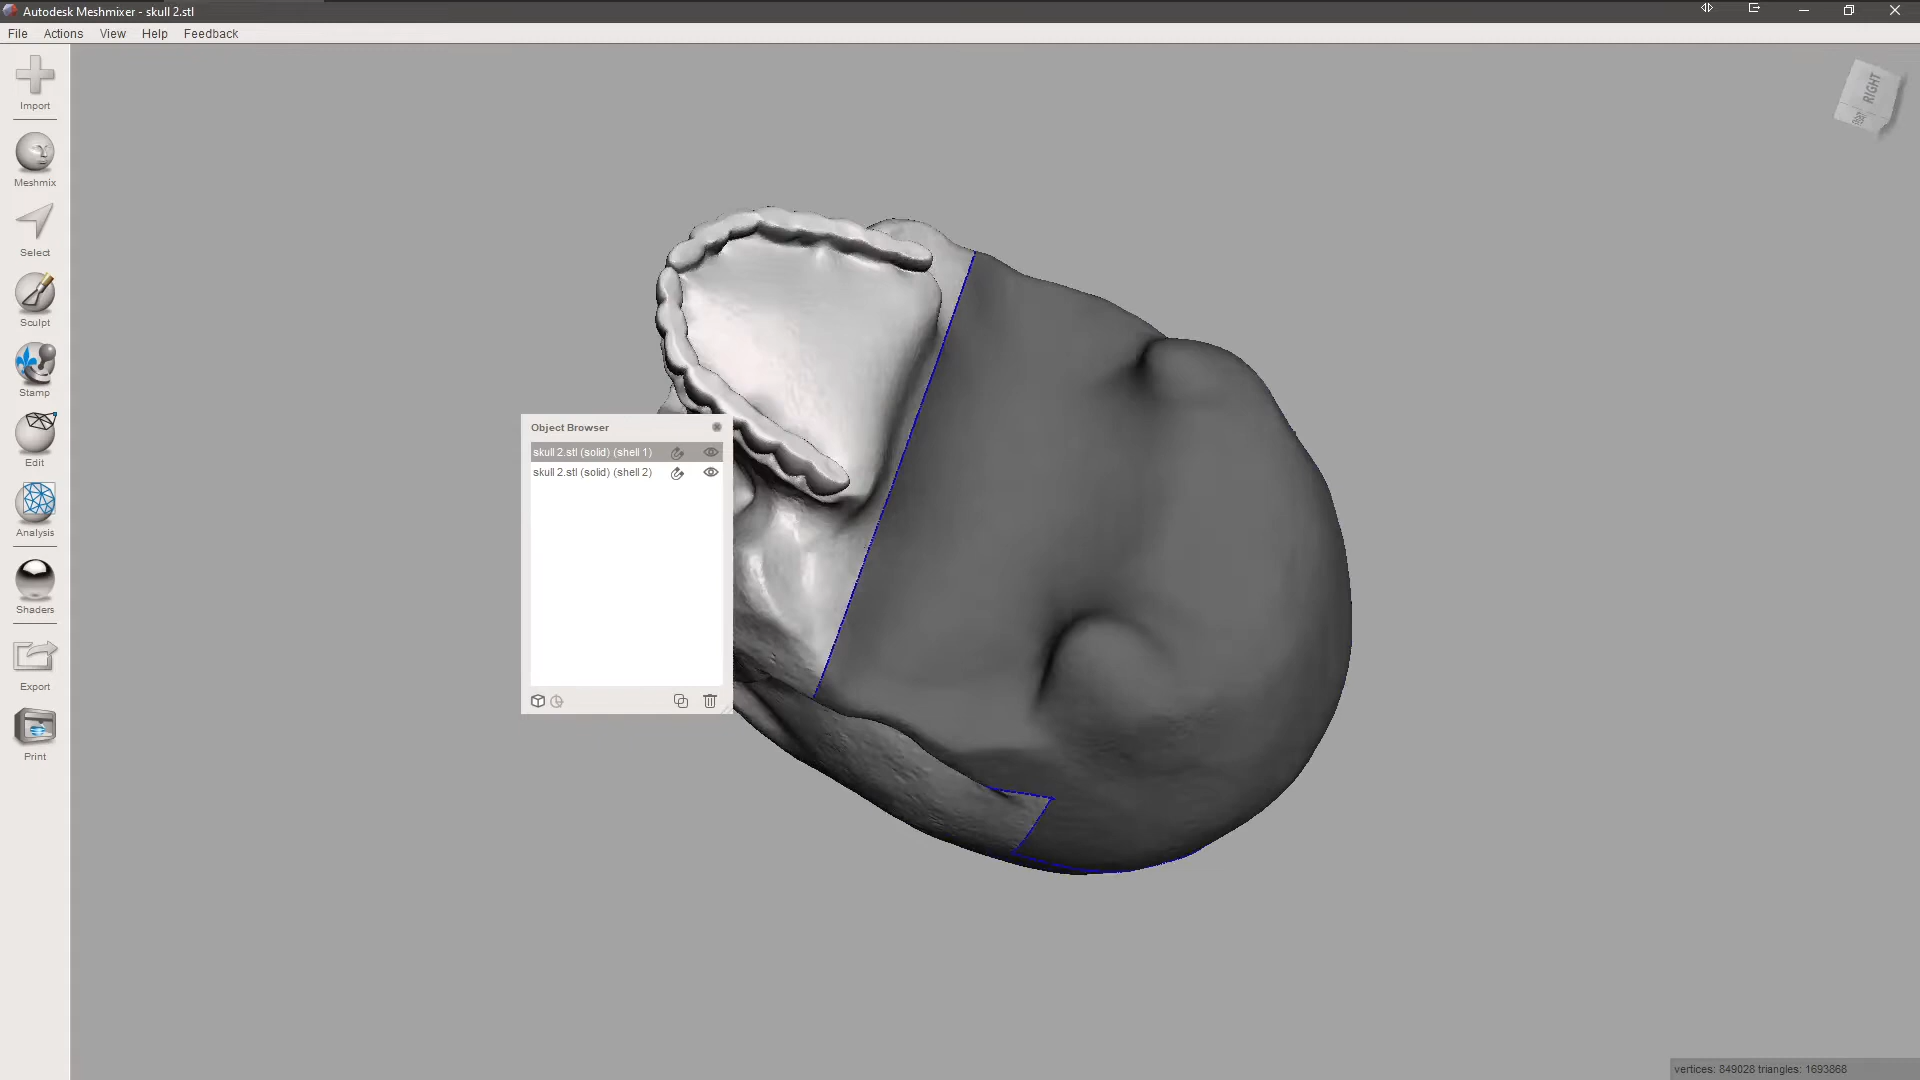 Autodesk Meshmixer - skull 2.stl
File Actions View Help Feedback
Import
Meshmix
Select
Sculpt
Stamp
Edit
Analysis
Shaders
Export
Print
RIGHT
Object Browser
skull 2.stl (solid) (shell 1)
skull 2.stl (solid) (shell 2)
vertices: 849028 triangles: 1693868